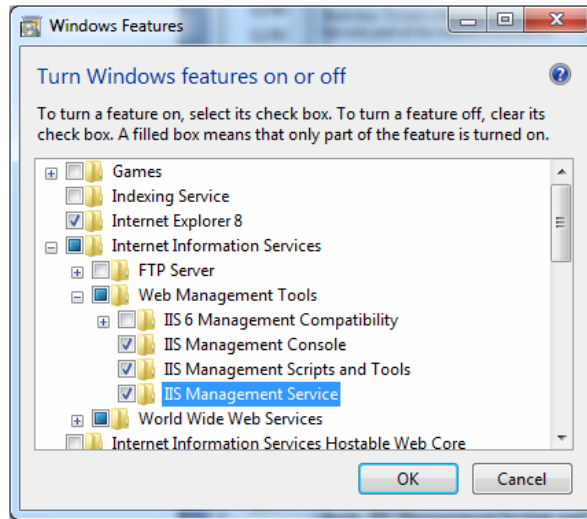 Windows Features
Turn Windows features on or off
To turn a feature on, select its check box. To turn a feature off, clear its
check box. A filled box means that only part of the feature is turned on.
Games
Indexing Service
Internet Explorer 8
Internet Information Services
FTP Server
Web Management Tools
IIS 6 Management Compatibility
IIS Management Console
IIS Management Scripts and Tools
IIS Management Service
World Wide Web Services
Internet Information Services Hostable Web Core
OK Cancel